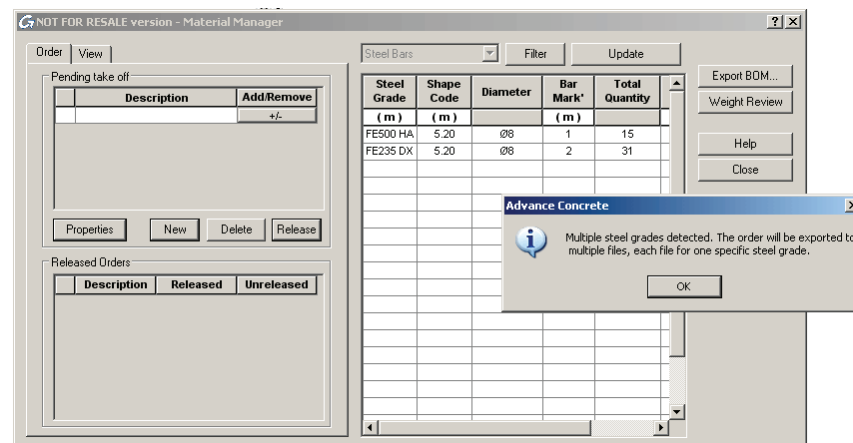 NOT FOR RESALE version - Material Manager
Order View
Pending take off
Description Add/Remove
+/-
Properties New Delete Release
Released Orders
Description Released Unreleased
Steel Bars Filter Update
Steel Grade Shape Code Diameter Bar Mark' Total Quantity
( m ) ( m ) ( m )
FE500 HA 5.20 Ø8 1 15
FE235 DX 5.20 Ø8 2 31
Export BOM...
Weight Review
Help
Close
Advance Concrete
Multiple steel grades detected. The order will be exported to
multiple files, each file for one specific steel grade.
OK